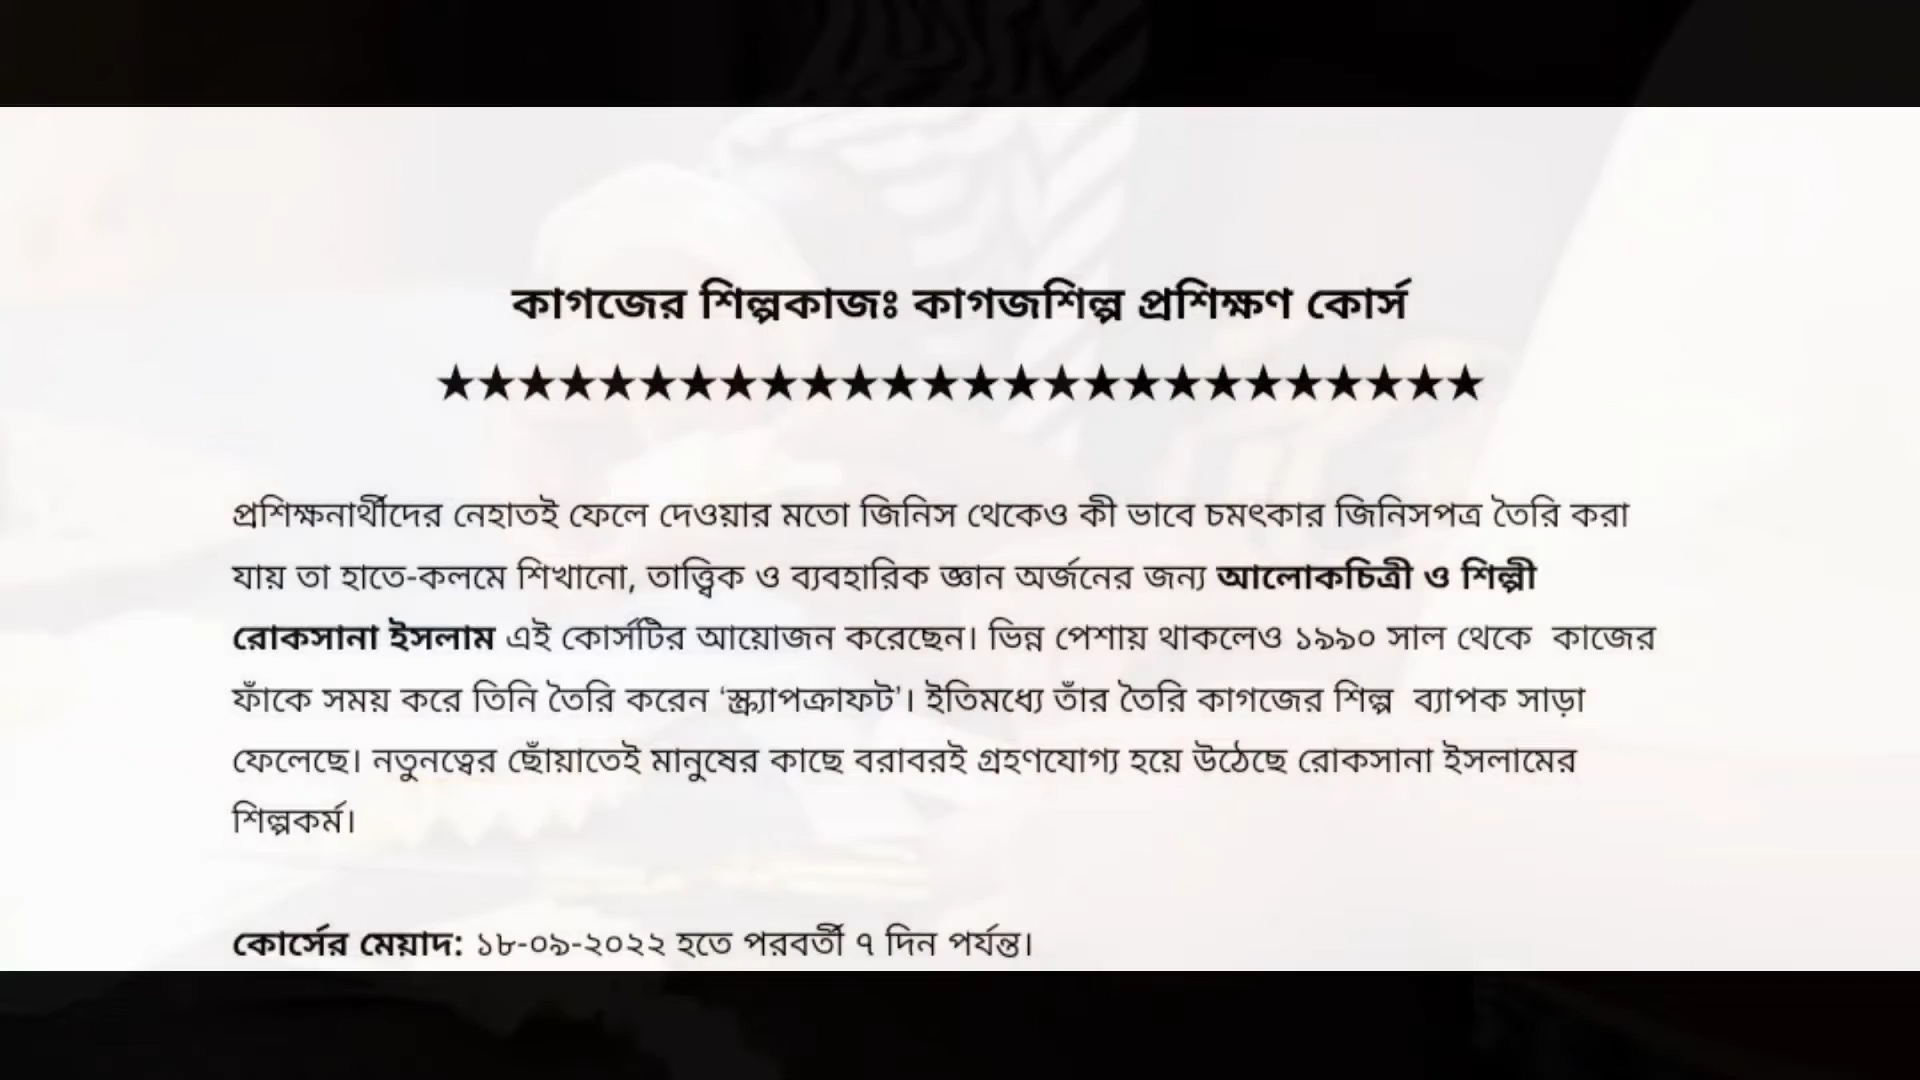 কাগজের শিল্পকাজঃ কাগজশিল্প প্রশিক্ষণ কোর্স
★★★★★★★★★★★★★★★★★★★★★★★★★★
প্রশিক্ষনার্থীদের নেহাতই ফেলে দেওয়ার মতো জিনিস থেকেও কী ভাবে চমৎকার জিনিসপত্র তৈরি করা
যায় তা হাতে-কলমে শিখানো, তাত্ত্বিক ও ব্যবহারিক জ্ঞান অর্জনের জন্য আলোকচিত্রী ও শিল্পী
রোকসানা ইসলাম এই কোর্সটির আয়োজন করেছেন। ভিন্ন পেশায় থাকলেও ১৯৯০ সাল থেকে কাজের
ফাঁকে সময় করে তিনি তৈরি করেন ‘স্ক্র্যাপক্রাফট’। ইতিমধ্যে তাঁর তৈরি কাগজের শিল্প ব্যাপক সাড়া
ফেলেছে। নতুনত্বের ছোঁয়াতেই মানুষের কাছে বরাবরই গ্রহণযোগ্য হয়ে উঠেছে রোকসানা ইসলামের
শিল্পকর্ম।
কোর্সের মেয়াদ: ১৮-০৯-২০২২ হতে পরবর্তী ৭ দিন পর্যন্ত।